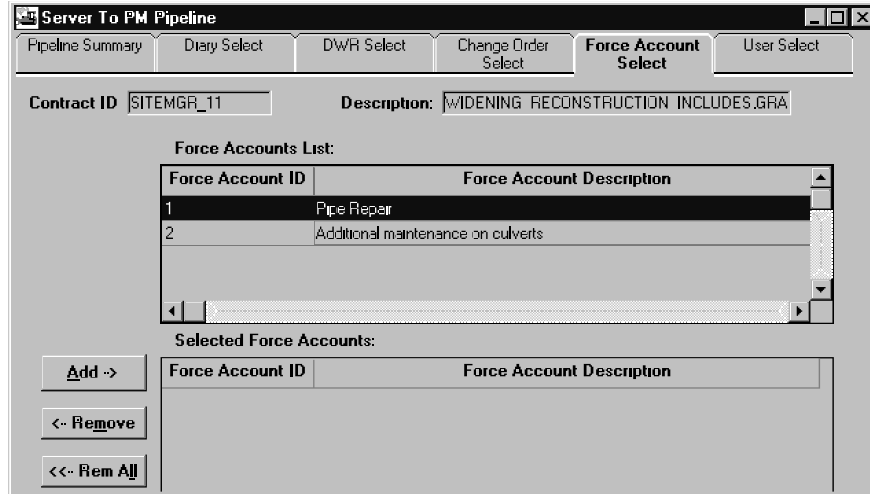 Server To PM Pipeline
Pipeline Summary
Diary Select
DWR Select
Change Order
Select
Force Account
Select
User Select
Contract ID SITEMGR_11 Description: WIDENING RECONSTRUCTION INCLUDES.GRA
Force Accounts List:
Force Account ID Force Account Description
1 Pipe Repair
2 Additional maintenance on culverts
Selected Force Accounts:
Add ->
Force Account ID Force Account Description
<- Remove
<<- Rem All